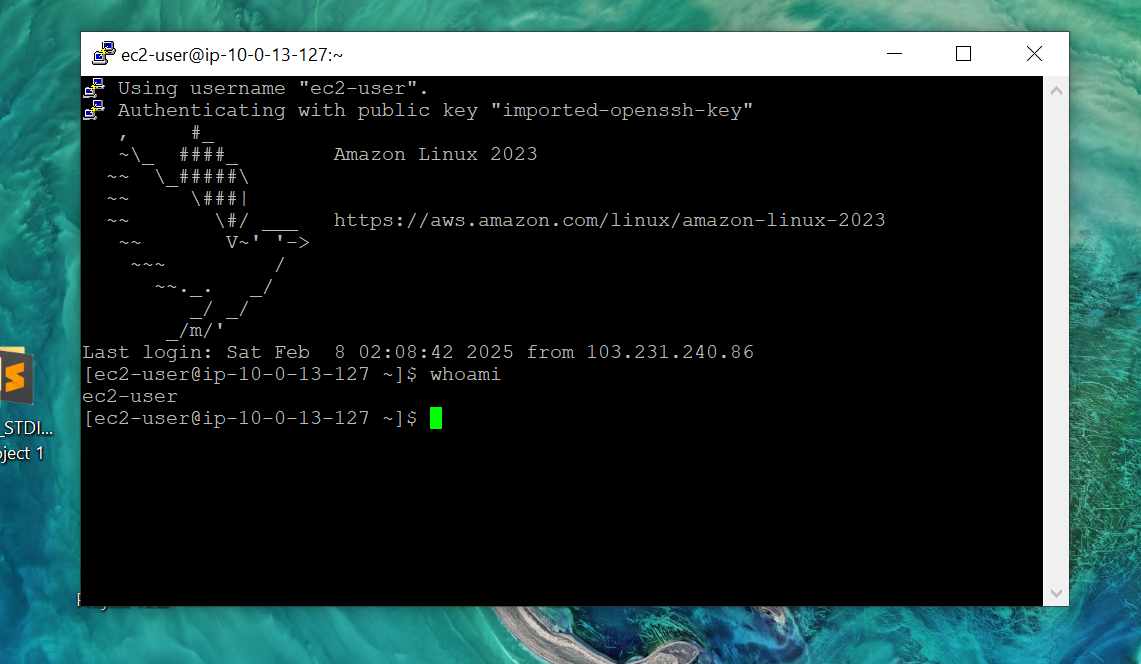 ec2-user@ip-10-0-13-127:~
Using username "ec2-user".
Authenticating with public key "imported-openssh-key"
   ,     #_
   ~\_  ####_        Amazon Linux 2023
  ~~  \_#####\
  ~~     \###|
  ~~       \#/ ___   https://aws.amazon.com/linux/amazon-linux-2023
   ~~       V~' '->
    ~~~         /
      ~~._.   _/
         _/ _/
       _/m/'
Last login: Sat Feb  8 02:08:42 2025 from 103.231.240.86
[ec2-user@ip-10-0-13-127 ~]$ whoami
ec2-user
[ec2-user@ip-10-0-13-127 ~]$
_STDI...
ject 1